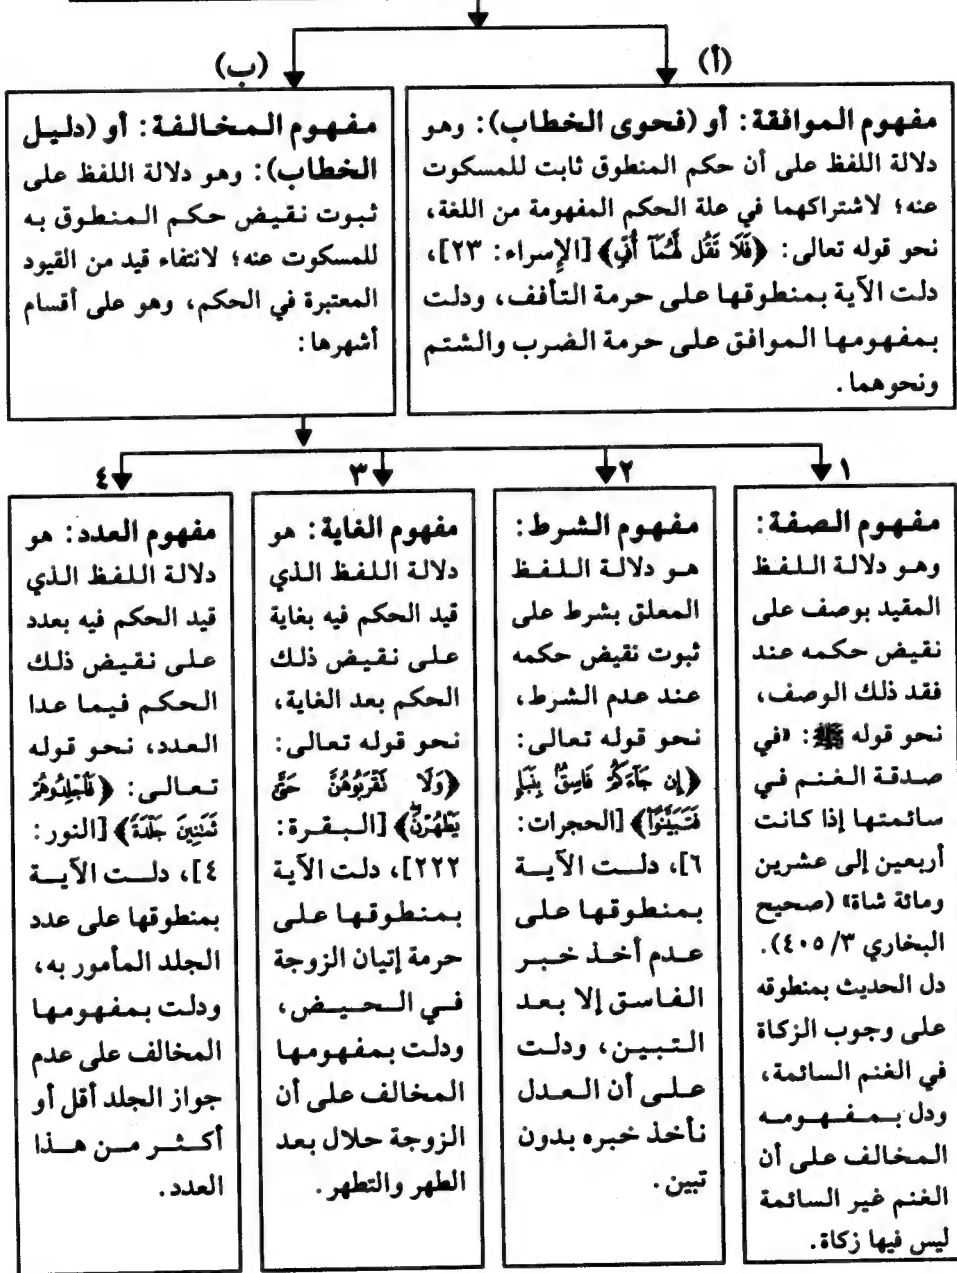 (أ)
مفهوم الموافقة: أو (فحوى الخطاب): وهو
دلالة اللفظ على أن حكم المنطوق ثابت للمسكوت
عنه؛ لاشتراكهما في علة الحكم المفهومة من اللغة،
نحو قوله تعالى: ﴿فَلَا تَقُل لَّهُمَآ أُفٍّ﴾ [الإسراء: ٢٣]،
دلت الآية بمنطوقها على حرمة التأفف، ودلت
بمفهومها الموافق على حرمة الضرب والشتم
ونحوهما.
(ب)
مفهوم المخالفة: أو (دليل
الخطاب): وهو دلالة اللفظ على
ثبوت نقيض حكم المنطوق به
للمسكوت عنه؛ لانتفاء قيد من القيود
المعتبرة في الحكم، وهو على أقسام
أشهرها:
١
مفهوم الصفة:
وهو دلالة اللفظ
المقيد بوصف على
نقيض حكمه عند
فقد ذلك الوصف،
نحو قوله ﷺ: «في
صدقة الغنم في
سائمتها إذا كانت
أربعين إلى عشرين
ومائة شاة» (صحيح
البخاري ٣/ ٤٠٥).
دل الحديث بمنطوقه
على وجوب الزكاة
في الغنم السائمة،
ودل بمفهومه
المخالف على أن
الغنم غير السائمة
ليس فيها زكاة.
٢
مفهوم الشرط:
هو دلالة اللفظ
المعلق بشرط على
ثبوت نقيض حكمه
عند عدم الشرط،
نحو قوله تعالى:
﴿إِن جَآءَكُمْ فَاسِقٌۢ بِنَبَإٍ
فَتَبَيَّنُوٓا۟﴾ [الحجرات:
٦]، دلت الآية
بمنطوقها على
عدم أخذ خبر
الفاسق إلا بعد
التبين، ودلت
على أن العدل
نأخذ خبره بدون
تبين.
٣
مفهوم الغاية: هو
دلالة اللفظ الذي
قيد الحكم فيه بغاية
على نقيض ذلك
الحكم بعد الغاية،
نحو قوله تعالى:
﴿وَلَا تَقْرَبُوهُنَّ حَتَّىٰ
يَطْهُرْنَ﴾ [البقرة:
٢٢٢]، دلت الآية
بمنطوقها على
حرمة إتيان الزوجة
في الحيض،
ودلت بمفهومها
المخالف على أن
الزوجة حلال بعد
الطهر والتطهر.
٤
مفهوم العدد: هو
دلالة اللفظ الذي
قيد الحكم فيه بعدد
على نقيض ذلك
الحكم فيما عدا
العدد، نحو قوله
تعالى: ﴿فَٱجْلِدُوهُمْ
ثَمَٰنِينَ جَلْدَةً﴾ [النور:
٤]، دلت الآية
بمنطوقها على عدد
الجلد المأمور به،
ودلت بمفهومها
المخالف على عدم
جواز الجلد أقل أو
أكثر من هذا
العدد.